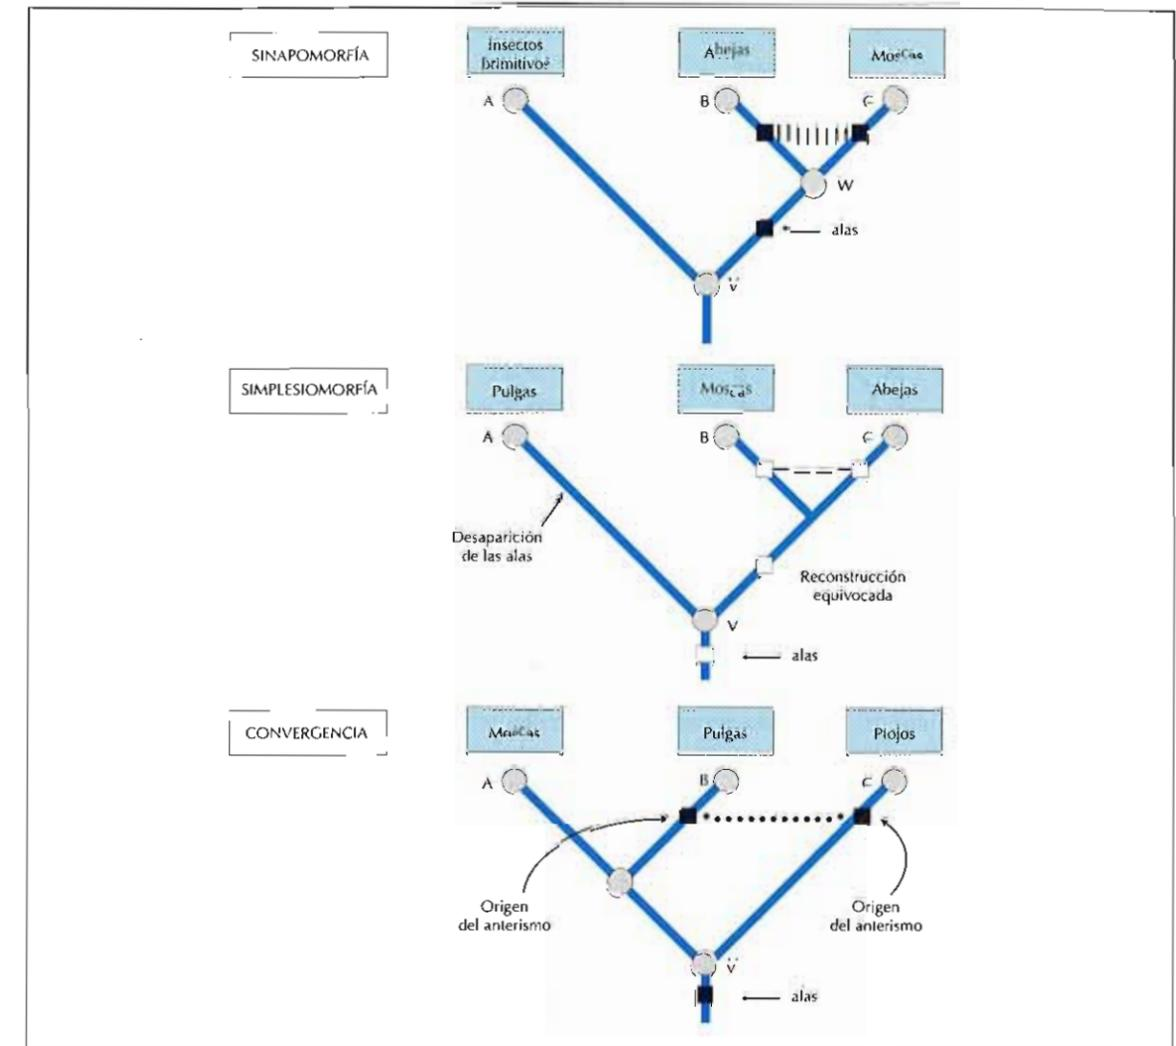 SINAPOMORFÍA
Insectos
primitivos
Abejas
Moscas
A
B
C
W
alas
V
SIMPLESIOMORFÍA
Pulgas
Moscas
Abejas
A
B
C
Desaparición
de las alas
Reconstrucción
equivocada
V
alas
CONVERGENCIA
Moscas
Pulgas
Piojos
A
B
C
Origen
del anterismo
Origen
del anterismo
V
alas